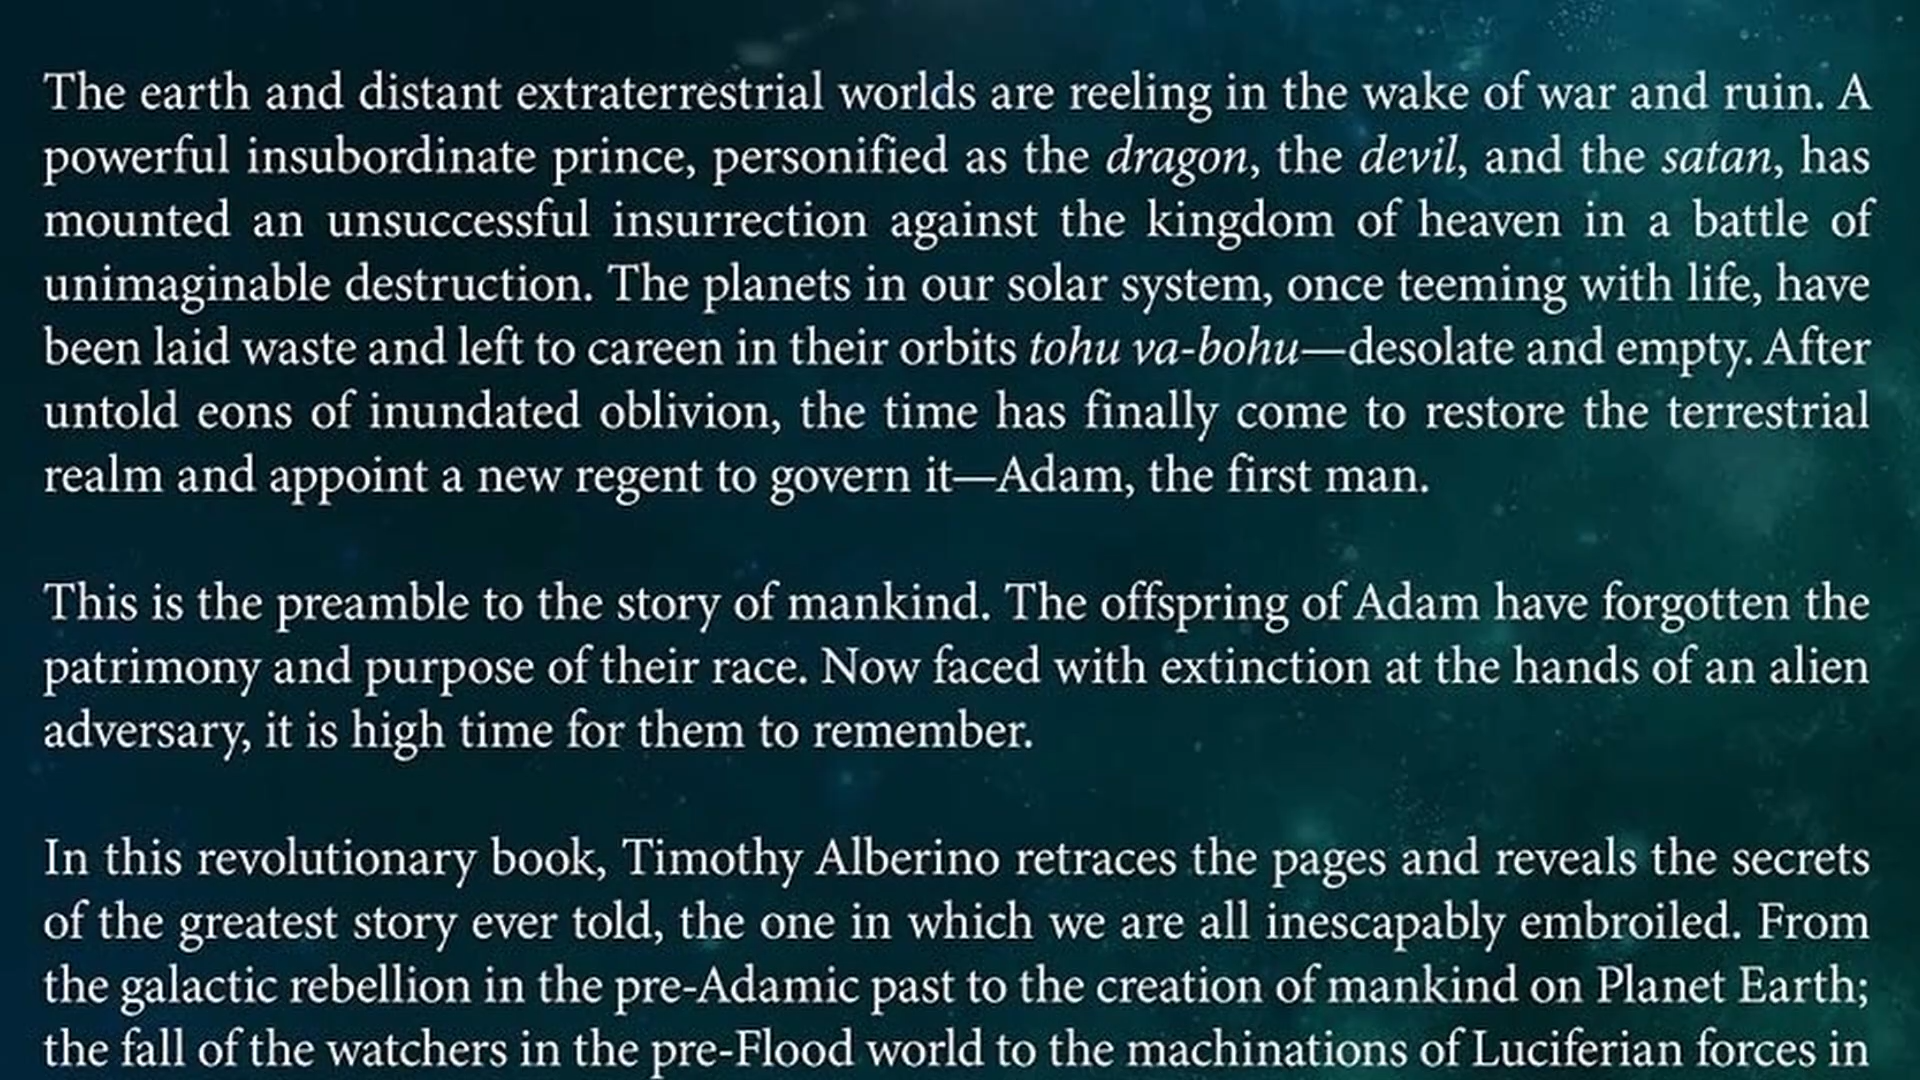 The earth and distant extraterrestrial worlds are reeling in the wake of war and ruin. A
powerful insubordinate prince, personified as the dragon, the devil, and the satan, has
mounted an unsuccessful insurrection against the kingdom of heaven in a battle of
unimaginable destruction. The planets in our solar system, once teeming with life, have
been laid waste and left to careen in their orbits tohu va-bohu—desolate and empty. After
untold eons of inundated oblivion, the time has finally come to restore the terrestrial
realm and appoint a new regent to govern it—Adam, the first man.
This is the preamble to the story of mankind. The offspring of Adam have forgotten the
patrimony and purpose of their race. Now faced with extinction at the hands of an alien
adversary, it is high time for them to remember.
In this revolutionary book, Timothy Alberino retraces the pages and reveals the secrets
of the greatest story ever told, the one in which we are all inescapably embroiled. From
the galactic rebellion in the pre-Adamic past to the creation of mankind on Planet Earth;
the fall of the watchers in the pre-Flood world to the machinations of Luciferian forces in